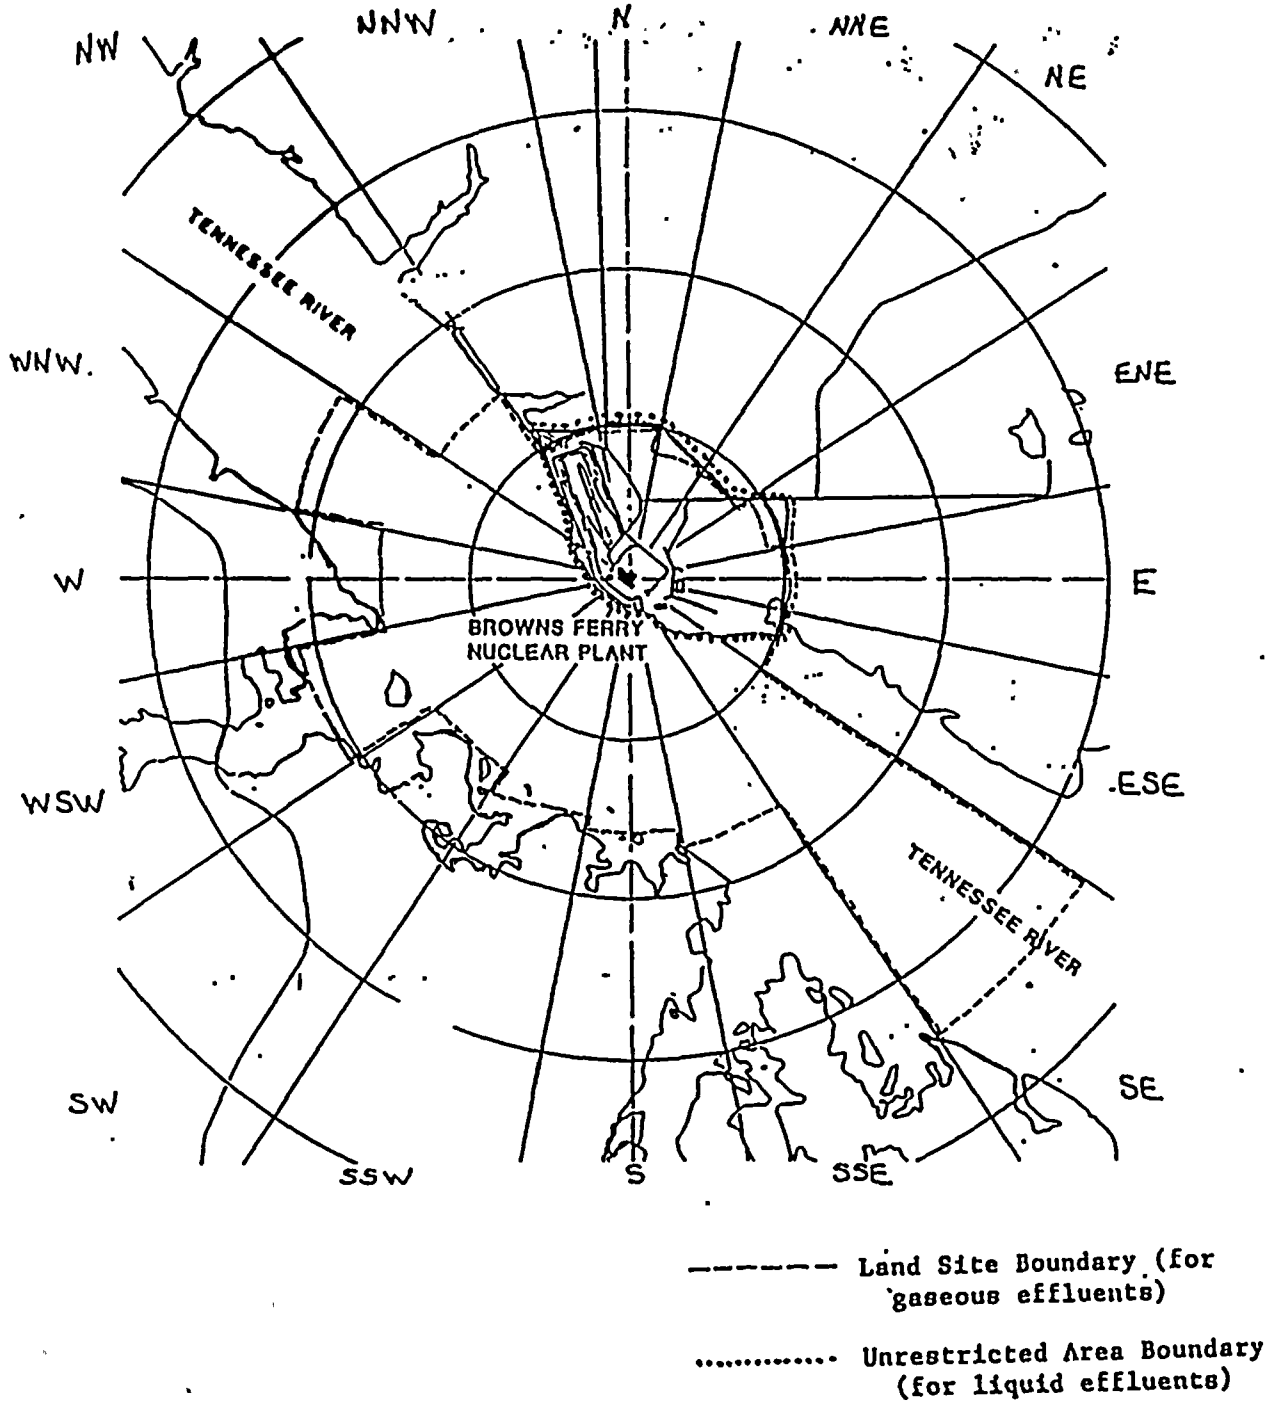 NNW
N
NNE
NW
NE
TENNESSEE RIVER
WNW.
ENE
W
E
BROWNS FERRY
NUCLEAR PLANT
WSW
ESE
TENNESSEE RIVER
SW
SE
SSW
S
SSE
Land Site Boundary (for
gaseous effluents)
Unrestricted Area Boundary
(for liquid effluents)